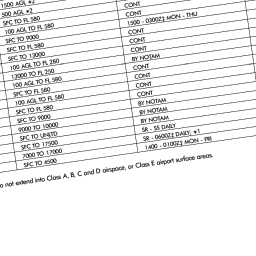 1500 AGL
500 AGL *2
SFC TO FL 580 CONT
100 AGL TO FL 580 CONT
SFC TO 9000 1500 - 0300Z‡ MON - THU
SFC TO FL 580 CONT
SFC TO 13000 CONT
100 AGL TO FL 280 CONT
13000 TO FL 250 BY NOTAM
100 AGL TO FL 580 CONT
SFC TO FL 580 CONT
100 AGL TO FL 580 CONT
SFC TO FL 580 CONT
SFC TO 9000 BY NOTAM
9000 TO 10000 BY NOTAM
SFC TO UNLTD BY NOTAM
SFC TO 17500 SR - SS DAILY
7000 TO 17000 SR - 0600Z‡ DAILY *1
SFC TO 4500 1400 - 0100Z‡ MON - FRI
o not extend into Class A, B, C and D airspace, or Class E airport surface areas.